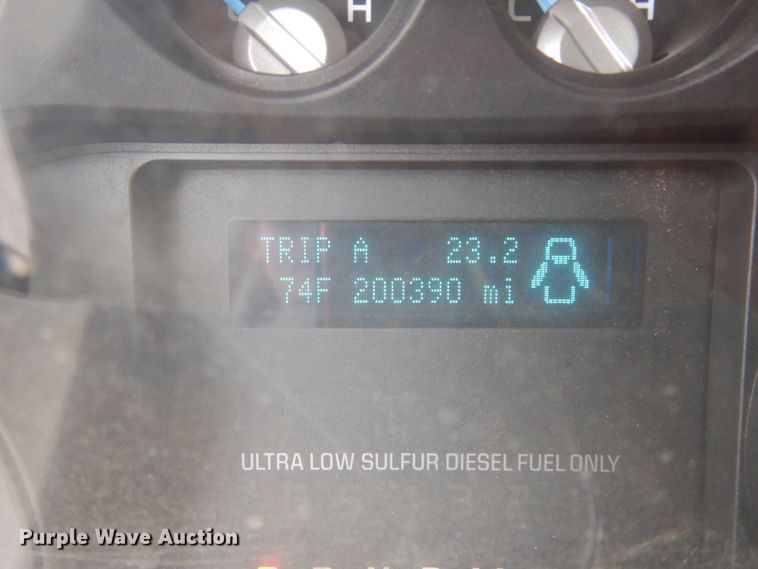 H C H
TRIP A 23.2
74F 200390 mi
ULTRA LOW SULFUR DIESEL FUEL ONLY
Purple Wave Auction